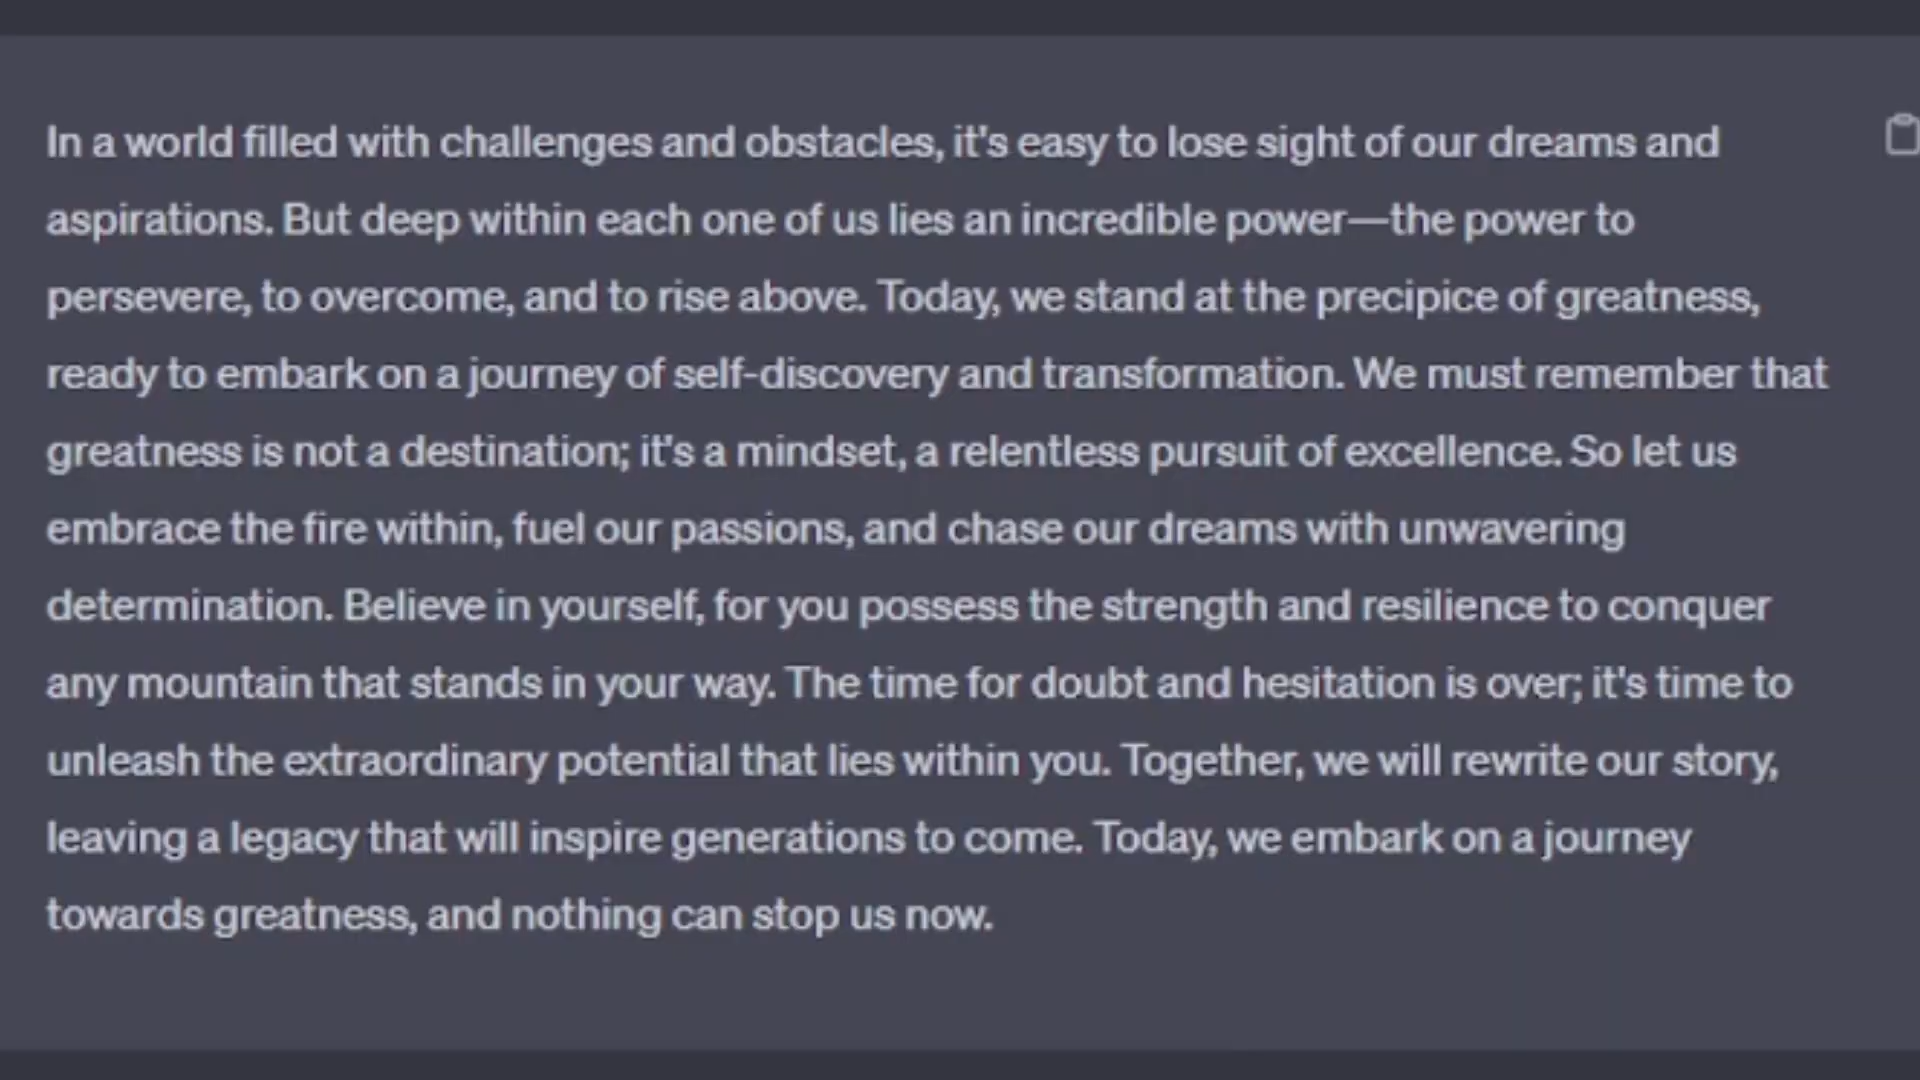 In a world filled with challenges and obstacles, it's easy to lose sight of our dreams and
aspirations. But deep within each one of us lies an incredible power—the power to
persevere, to overcome, and to rise above. Today, we stand at the precipice of greatness,
ready to embark on a journey of self-discovery and transformation. We must remember that
greatness is not a destination; it's a mindset, a relentless pursuit of excellence. So let us
embrace the fire within, fuel our passions, and chase our dreams with unwavering
determination. Believe in yourself, for you possess the strength and resilience to conquer
any mountain that stands in your way. The time for doubt and hesitation is over; it's time to
unleash the extraordinary potential that lies within you. Together, we will rewrite our story,
leaving a legacy that will inspire generations to come. Today, we embark on a journey
towards greatness, and nothing can stop us now.